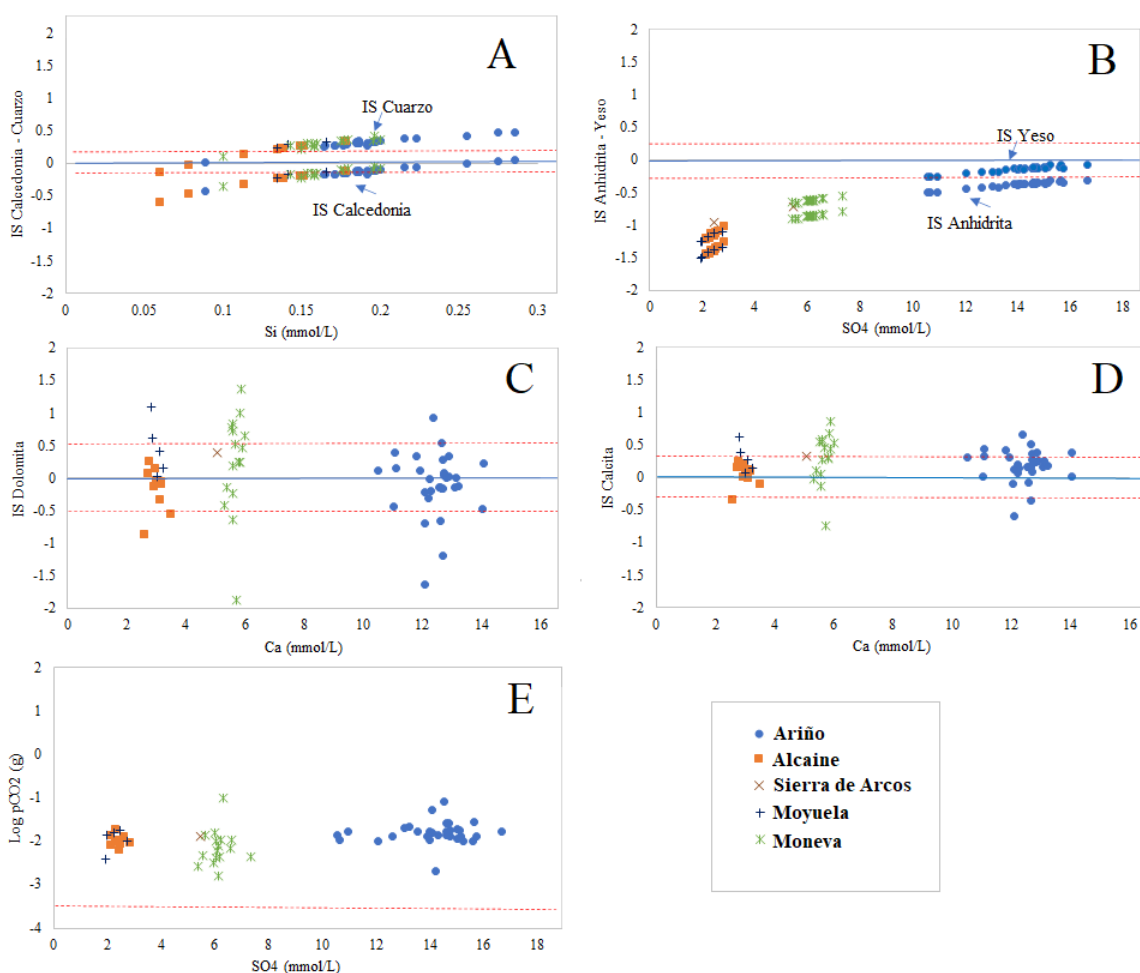 A
2
1.5
1
0.5
0
-0.5
-1
-1.5
-2
IS Calcedonia - Cuarzo
IS Cuarzo
IS Calcedonia
0 0.05 0.1 0.15 0.2 0.25 0.3
Si (mmol/L)
B
2
1.5
1
0.5
0
-0.5
-1
-1.5
-2
IS Anhidrita - Yeso
IS Yeso
IS Anhidrita
0 2 4 6 8 10 12 14 16 18
SO4 (mmol/L)
C
2
1.5
1
0.5
0
-0.5
-1
-1.5
-2
IS Dolomita
0 2 4 6 8 10 12 14 16
Ca (mmol/L)
D
2
1.5
1
0.5
0
-0.5
-1
-1.5
-2
IS Calcita
0 2 4 6 8 10 12 14 16
Ca (mmol/L)
E
2
1
0
-1
-2
-3
-4
Log pCO2 (g)
0 2 4 6 8 10 12 14 16 18
SO4 (mmol/L)
Ariño
Alcaine
Sierra de Arcos
Moyuela
Moneva